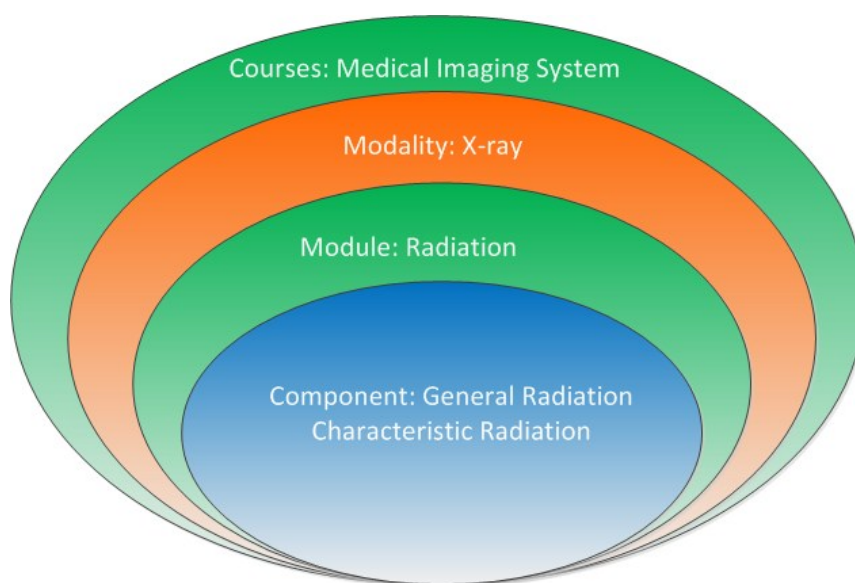 Courses: Medical Imaging System
Modality: X-ray
Module: Radiation
Component: General Radiation
Characteristic Radiation